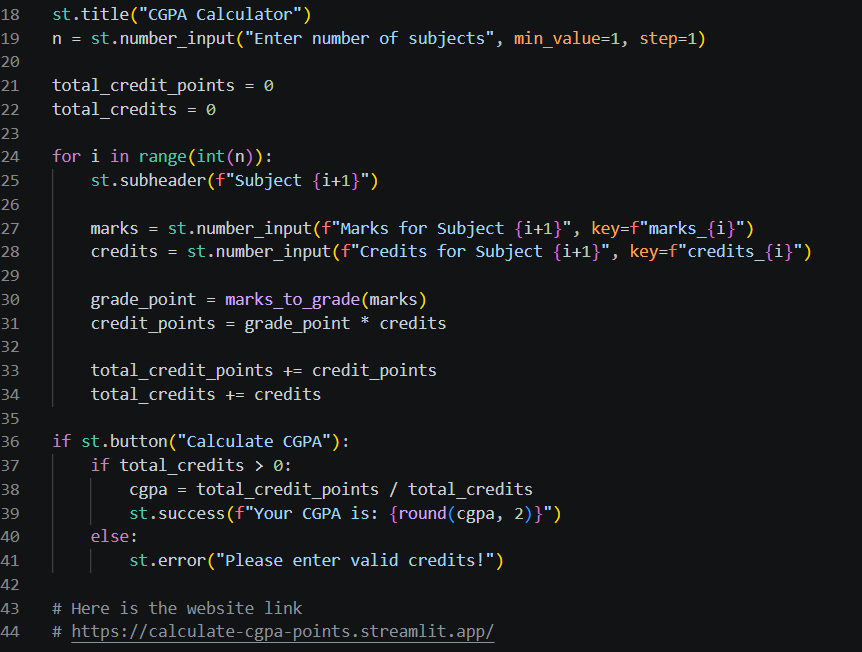 18 st.title("CGPA Calculator")
19 n = st.number_input("Enter number of subjects", min_value=1, step=1)
20
21 total_credit_points = 0
22 total_credits = 0
23
24 for i in range(int(n)):
25     st.subheader(f"Subject {i+1}")
26
27     marks = st.number_input(f"Marks for Subject {i+1}", key=f"marks_{i}")
28     credits = st.number_input(f"Credits for Subject {i+1}", key=f"credits_{i}")
29
30     grade_point = marks_to_grade(marks)
31     credit_points = grade_point * credits
32
33     total_credit_points += credit_points
34     total_credits += credits
35
36 if st.button("Calculate CGPA"):
37     if total_credits > 0:
38         cgpa = total_credit_points / total_credits
39         st.success(f"Your CGPA is: {round(cgpa, 2)}")
40     else:
41         st.error("Please enter valid credits!")
42
43 # Here is the website link
44 # https://calculate-cgpa-points.streamlit.app/